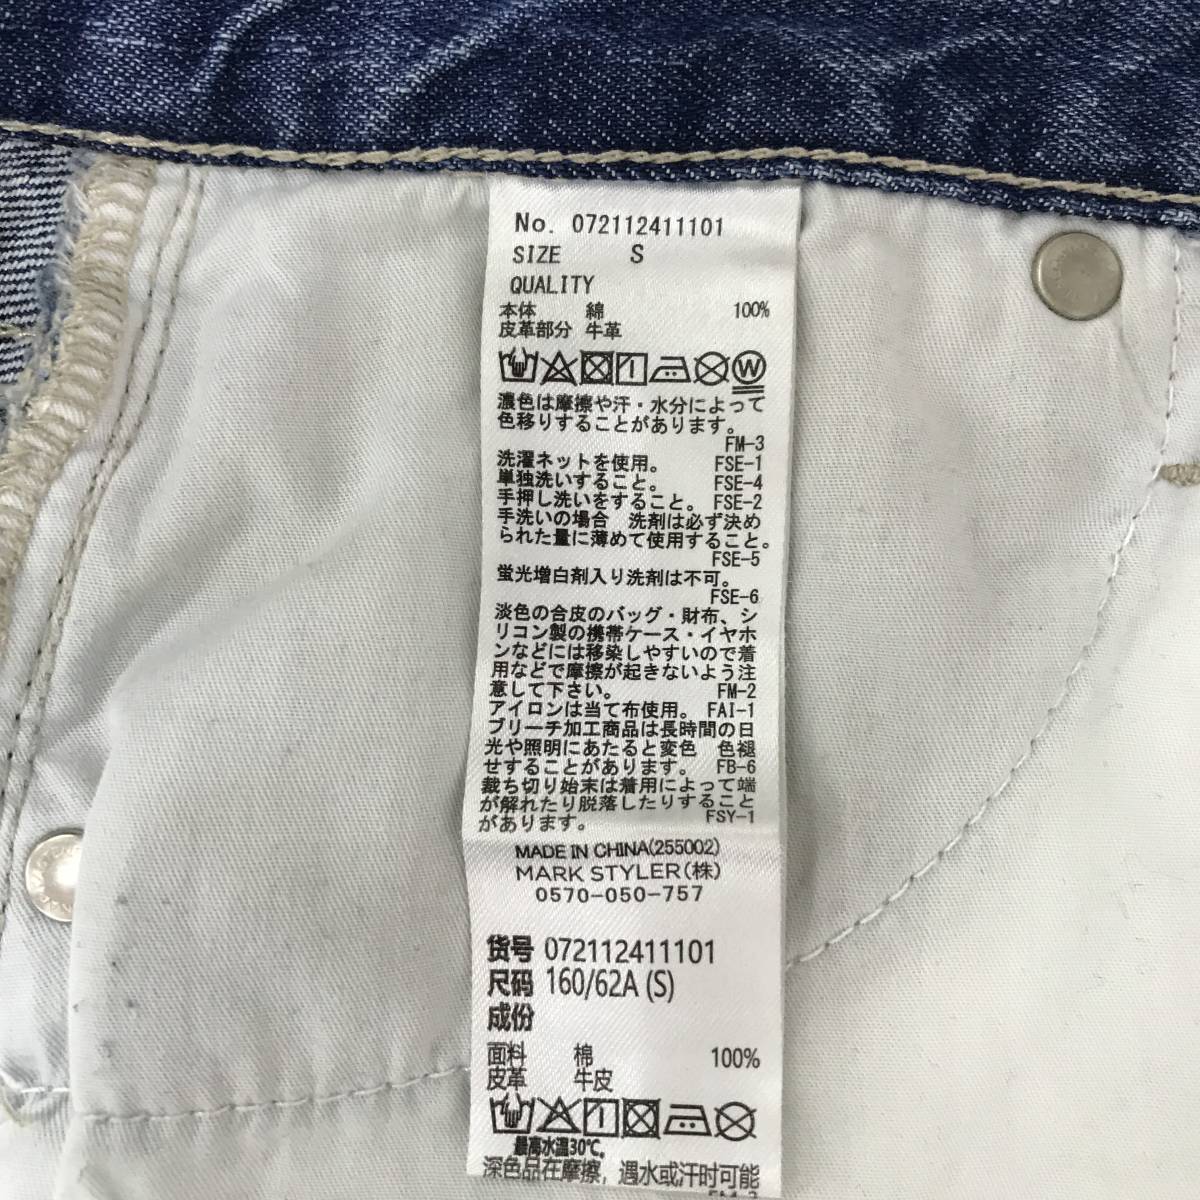 No. 072112411101
SIZE S
QUALITY
本体 綿 100%
皮革部分 牛革
W
濃色は摩擦や汗・水分によって
色移りすることがあります。
FM-3
洗濯ネットを使用。 FSE-1
単独洗いすること。 FSE-4
手押し洗いをすること。 FSE-2
手洗いの場合 洗剤は必ず決め
られた量に薄めて使用すること。
FSE-5
蛍光増白剤入り洗剤は不可。
FSE-6
淡色の合皮のバッグ・財布、シ
リコン製の携帯ケース・イヤホ
ンなどには移染しやすいので着
用などで摩擦が起きないよう注
意して下さい。 FM-2
アイロンは当て布使用。 FAI-1
ブリーチ加工商品は長時間の日
光や照明にあたると変色 色褪
せすることがあります。 FB-6
裁ち切り始末は着用によって端
が解れたり脱落したりすること
があります。 FSY-1
MADE IN CHINA(255002)
MARK STYLER(株)
0570-050-757
货号 072112411101
尺码 160/62A (S)
成份
面料 棉 100%
皮革 牛皮
最高水温30℃。
深色品在摩擦，遇水或汗时可能
FM-3